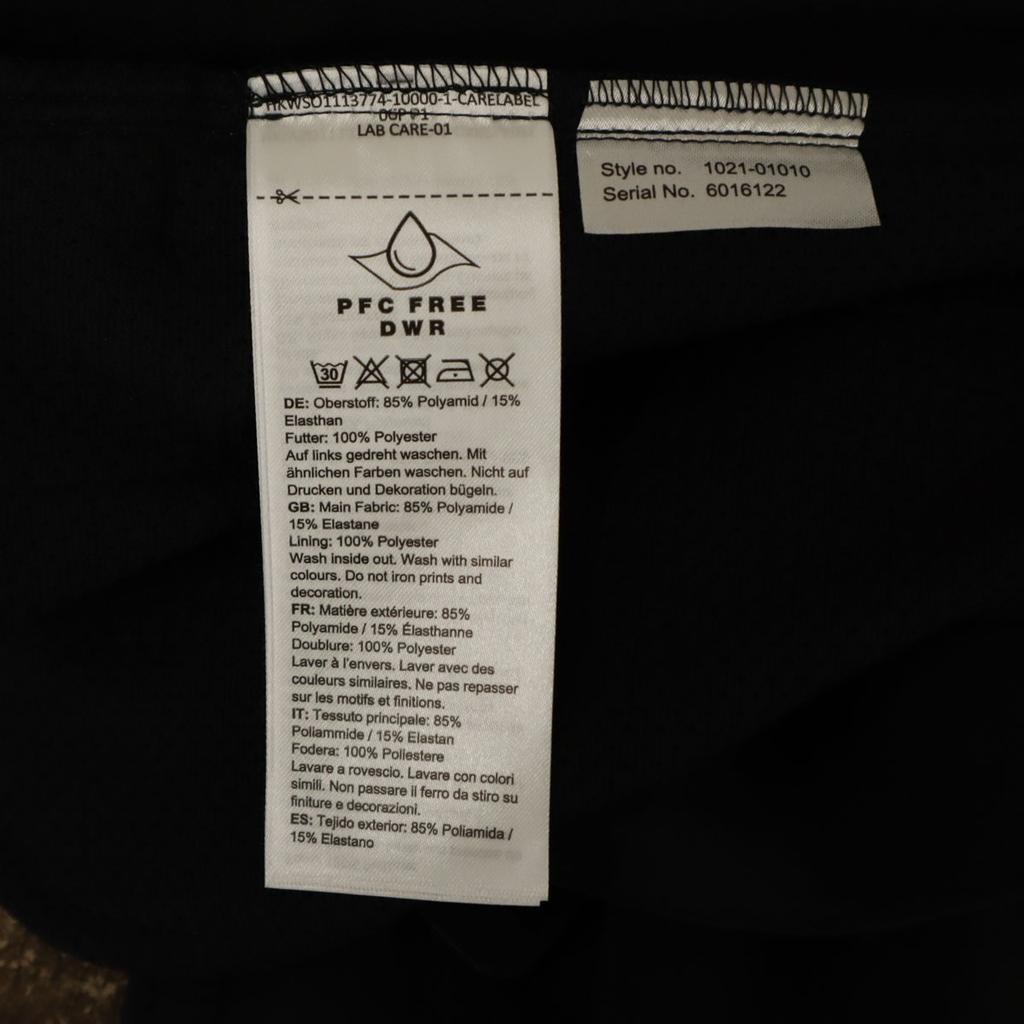 HKWSO1113774-10000-1-CARELABEL
06P 01
LAB CARE-01
PFC FREE
DWR
30
DE: Oberstoff: 85% Polyamid / 15%
Elasthan
Futter: 100% Polyester
Auf links gedreht waschen. Mit
ähnlichen Farben waschen. Nicht auf
Drucken und Dekoration bügeln.
GB: Main Fabric: 85% Polyamide /
15% Elastane
Lining: 100% Polyester
Wash inside out. Wash with similar
colours. Do not iron prints and
decoration.
FR: Matière extérieure: 85%
Polyamide / 15% Élasthanne
Doublure: 100% Polyester
Laver à l'envers. Laver avec des
couleurs similaires. Ne pas repasser
sur les motifs et finitions.
IT: Tessuto principale: 85%
Poliammide / 15% Elastan
Fodera: 100% Poliestere
Lavare a rovescio. Lavare con colori
simili. Non passare il ferro da stiro su
finiture e decorazioni.
ES: Tejido exterior: 85% Poliamida /
15% Elastano
Style no. 1021-01010
Serial No. 6016122